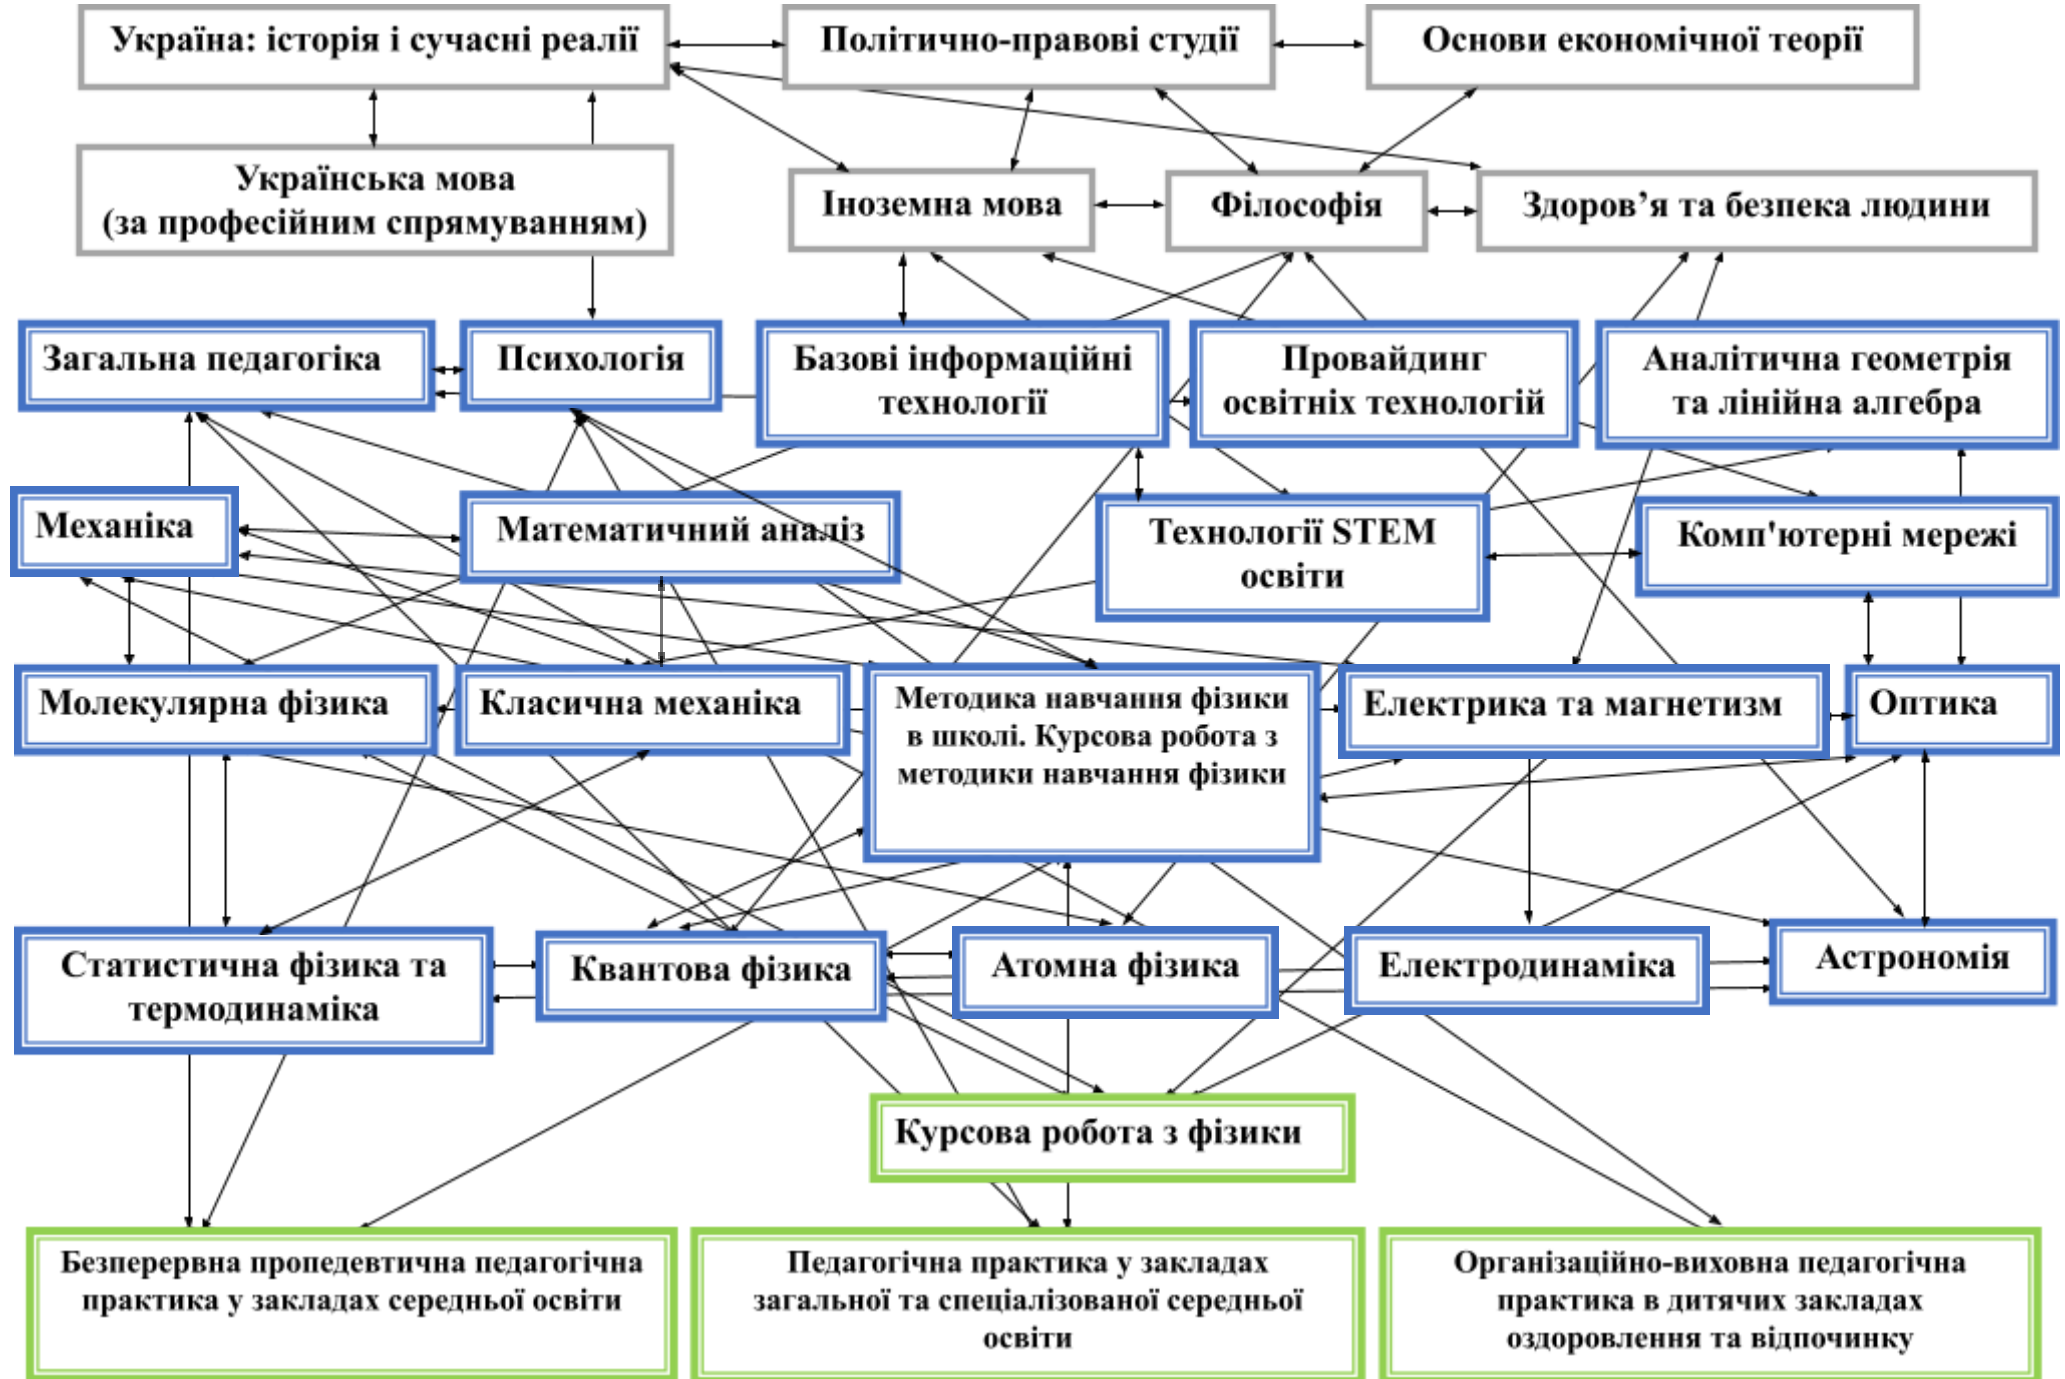 Україна: історія і сучасні реалії
Політично-правові студії
Основи економічної теорії
Українська мова
(за професійним спрямуванням)
Іноземна мова
Філософія
Здоров’я та безпека людини
Загальна педагогіка
Психологія
Базові інформаційні
технології
Провайдинг
освітніх технологій
Аналітична геометрія
та лінійна алгебра
Механіка
Математичний аналіз
Технології STEM
освіти
Комп'ютерні мережі
Молекулярна фізика
Класична механіка
Методика навчання фізики
в школі. Курсова робота з
методики навчання фізики
Електрика та магнетизм
Оптика
Статистична фізика та
термодинаміка
Квантова фізика
Атомна фізика
Електродинаміка
Астрономія
Курсова робота з фізики
Безперервна пропедевтична педагогічна
практика у закладах середньої освіти
Педагогічна практика у закладах
загальної та спеціалізованої середньої
освіти
Організаційно-виховна педагогічна
практика в дитячих закладах
оздоровлення та відпочинку